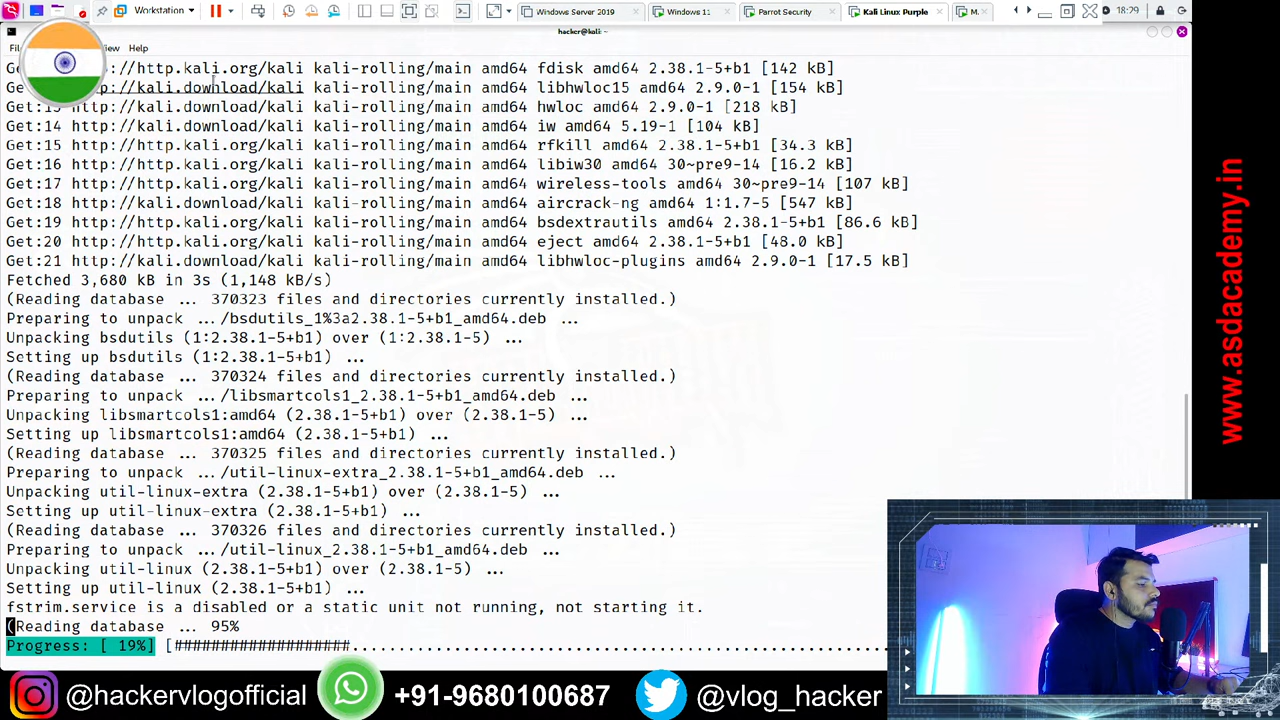 Workstation
Windows Server 2019
Windows 1
Parrot Security
Kali Linux Purple
M
18:29
hacker@kali: ~
Help
http.kali.org/kali kali-rolling/main amd64 fdisk amd64 2.38.1-5+b1 [142 kB]
kali.download/kali kali-rolling/main amd64 libhwloc15 amd64 2.9.0-1 [154 kB]
Get:13 http://kali.download/kali kali-rolling/main amd64 hwloc amd64 2.9.0-1 [218 kB]
Get:14 http://kali.download/kali kali-rolling/main amd64 iw amd64 5.19-1 [104 kB]
Get:15 http://http.kali.org/kali kali-rolling/main amd64 rfkill amd64 2.38.1-5+b1 [34.3 kB]
Get:16 http://kali.download/kali kali-rolling/main amd64 libiw30 amd64 30~pre9-14 [16.2 kB]
Get:17 http://http.kali.org/kali kali-rolling/main amd64 wireless-tools amd64 30~pre9-14 [107 kB]
Get:18 http://kali.download/kali kali-rolling/main amd64 aircrack-ng amd64 1:1.7-5 [547 kB]
Get:19 http://http.kali.org/kali kali-rolling/main amd64 bsdextrautils amd64 2.38.1-5+b1 [86.6 kB]
Get:20 http://http.kali.org/kali kali-rolling/main amd64 eject amd64 2.38.1-5+b1 [48.0 kB]
Get:21 http://kali.download/kali kali-rolling/main amd64 libhwloc-plugins amd64 2.9.0-1 [17.5 kB]
Fetched 3,680 kB in 3s (1,148 kB/s)
(Reading database ... 370323 files and directories currently installed.)
Preparing to unpack .../bsdutils_1%3a2.38.1-5+b1_amd64.deb ...
Unpacking bsdutils (1:2.38.1-5+b1) over (1:2.38.1-5) ...
Setting up bsdutils (1:2.38.1-5+b1) ...
(Reading database ... 370324 files and directories currently installed.)
Preparing to unpack .../libsmartcols1_2.38.1-5+b1_amd64.deb ...
Unpacking libsmartcols1:amd64 (2.38.1-5+b1) over (2.38.1-5) ...
Setting up libsmartcols1:amd64 (2.38.1-5+b1) ...
(Reading database ... 370325 files and directories currently installed.)
Preparing to unpack .../util-linux-extra_2.38.1-5+b1_amd64.deb ...
Unpacking util-linux-extra (2.38.1-5+b1) over (2.38.1-5) ...
Setting up util-linux-extra (2.38.1-5+b1) ...
(Reading database ... 370326 files and directories currently installed.)
Preparing to unpack .../util-linux_2.38.1-5+b1_amd64.deb ...
Unpacking util-linux (2.38.1-5+b1) over (2.38.1-5) ...
Setting up util-linux (2.38.1-5+b1) ...
fstrim.service is a disabled or a static unit not running, not starting it.
(Reading database ... 95%
Progress: [ 19%] [###################.....................................................
www.asdacademy.in
@hackervlogofficial
+91-9680100687
@vlog_hacker